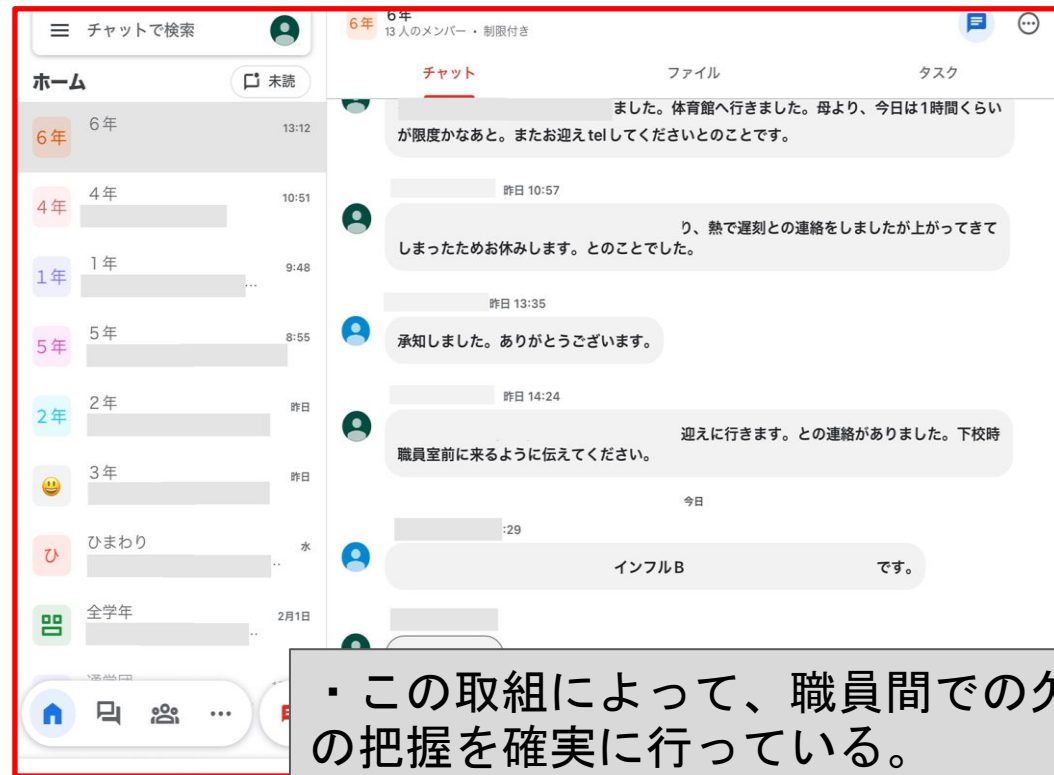 チャットで検索
ホーム
未読
6年
6年
13:12
4年
4年
10:51
1年
1年
9:48
…
5年
5年
8:55
2年
2年
昨日
3年
昨日
ひ
ひまわり
水
..
全学年
2月1日
..
6年
6年
13人のメンバー・制限付き
チャット
ファイル
タスク
ました。体育館へ行きました。母より、今日は1時間くらい
が限度かなあと。またお迎えtelしてくださいとのことです。
昨日 10:57
り、熱で遅刻との連絡をしましたが上がってきて
しまったためお休みします。とのことでした。
昨日 13:35
承知しました。ありがとうございます。
昨日 14:24
迎えに行きます。との連絡がありました。下校時
職員室前に来るように伝えてください。
今日
:29
インフルB
です。
・この取組によって、職員間での
の把握を確実に行っている。